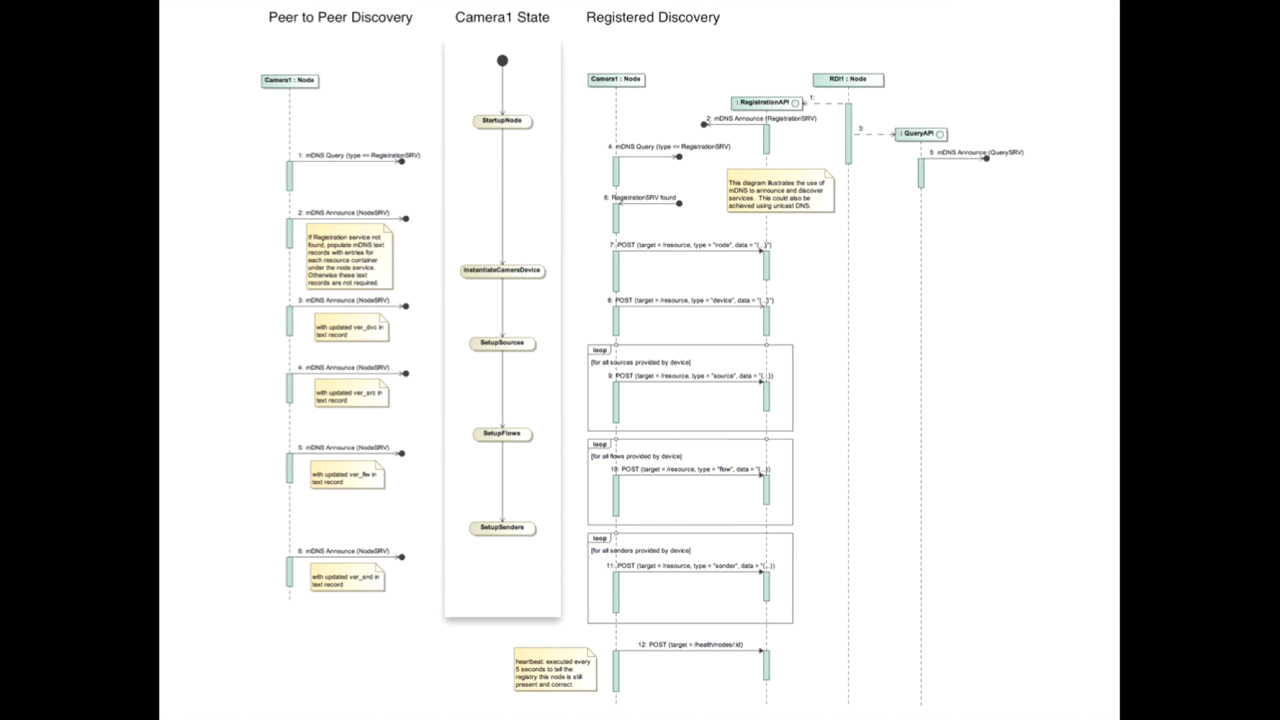 Peer to Peer Discovery
Camera1 State
Registered Discovery
Camera1 : Node
1: mDNS Query (type == RegistrationSRV)
2: mDNS Announce (NodeSRV)
If Registration service not
found, populate mDNS text
records with entries for
each resource container
under the node service.
Otherwise these text
records are not required.
3: mDNS Announce (NodeSRV)
with updated ver_dvc in
text record
4: mDNS Announce (NodeSRV)
with updated ver_src in
text record
5: mDNS Announce (NodeSRV)
with updated ver_flw in
text record
6: mDNS Announce (NodeSRV)
with updated ver_snd in
text record
StartupNode
InstantiateCameraDevice
SetupSources
SetupFlows
SetupSenders
Camera1 : Node
RDI1 : Node
: RegistrationAPI
1:
2: mDNS Announce (RegistrationSRV)
3:
: QueryAPI
4: mDNS Query (type == RegistrationSRV)
5: mDNS Announce (QuerySRV)
This diagram illustrates the use of
mDNS to announce and discover
services. This could also be
achieved using unicast DNS.
6: RegistrationSRV found
7: POST (target = /resource, type = "node", data = "{...}")
8: POST (target = /resource, type = "device", data = "{...}")
loop
[for all sources provided by device]
9: POST (target = /resource, type = "source", data = "{...})
loop
[for all flows provided by device]
10: POST (target = /resource, type = "flow", data = "{...})
loop
[for all senders provided by device]
11: POST (target = /resource, type = "sender", data = "{...})
12: POST (target = /health/nodes/:id)
heartbeat: executed every
5 seconds to tell the
registry this node is still
present and correct